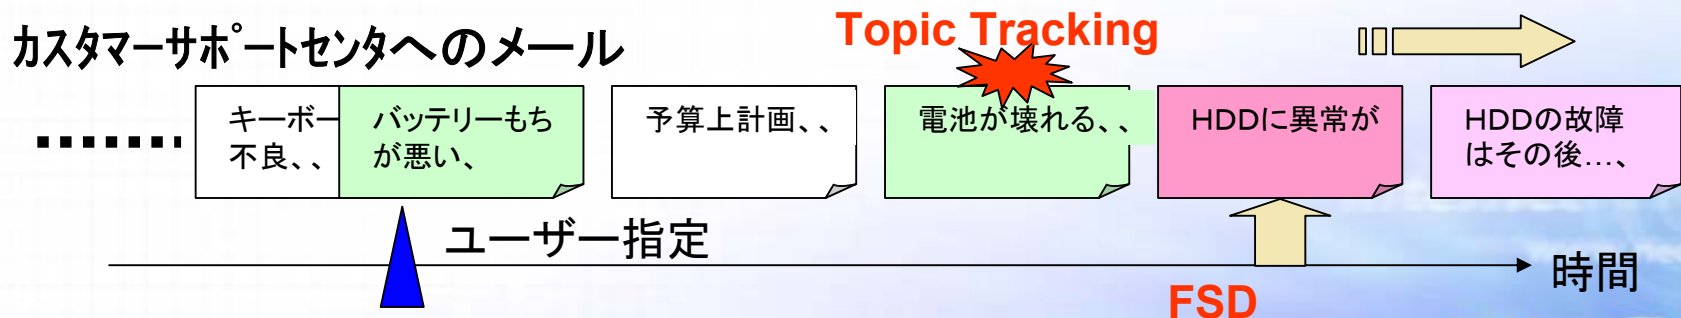 カスタマーサポートセンタへのメール
Topic Tracking
キーボー
不良、、
バッテリーもち
が悪い、
予算上計画、、
電池が壊れる、、
HDDに異常が
HDDの故障
はその後…、
ユーザー指定
時間
FSD